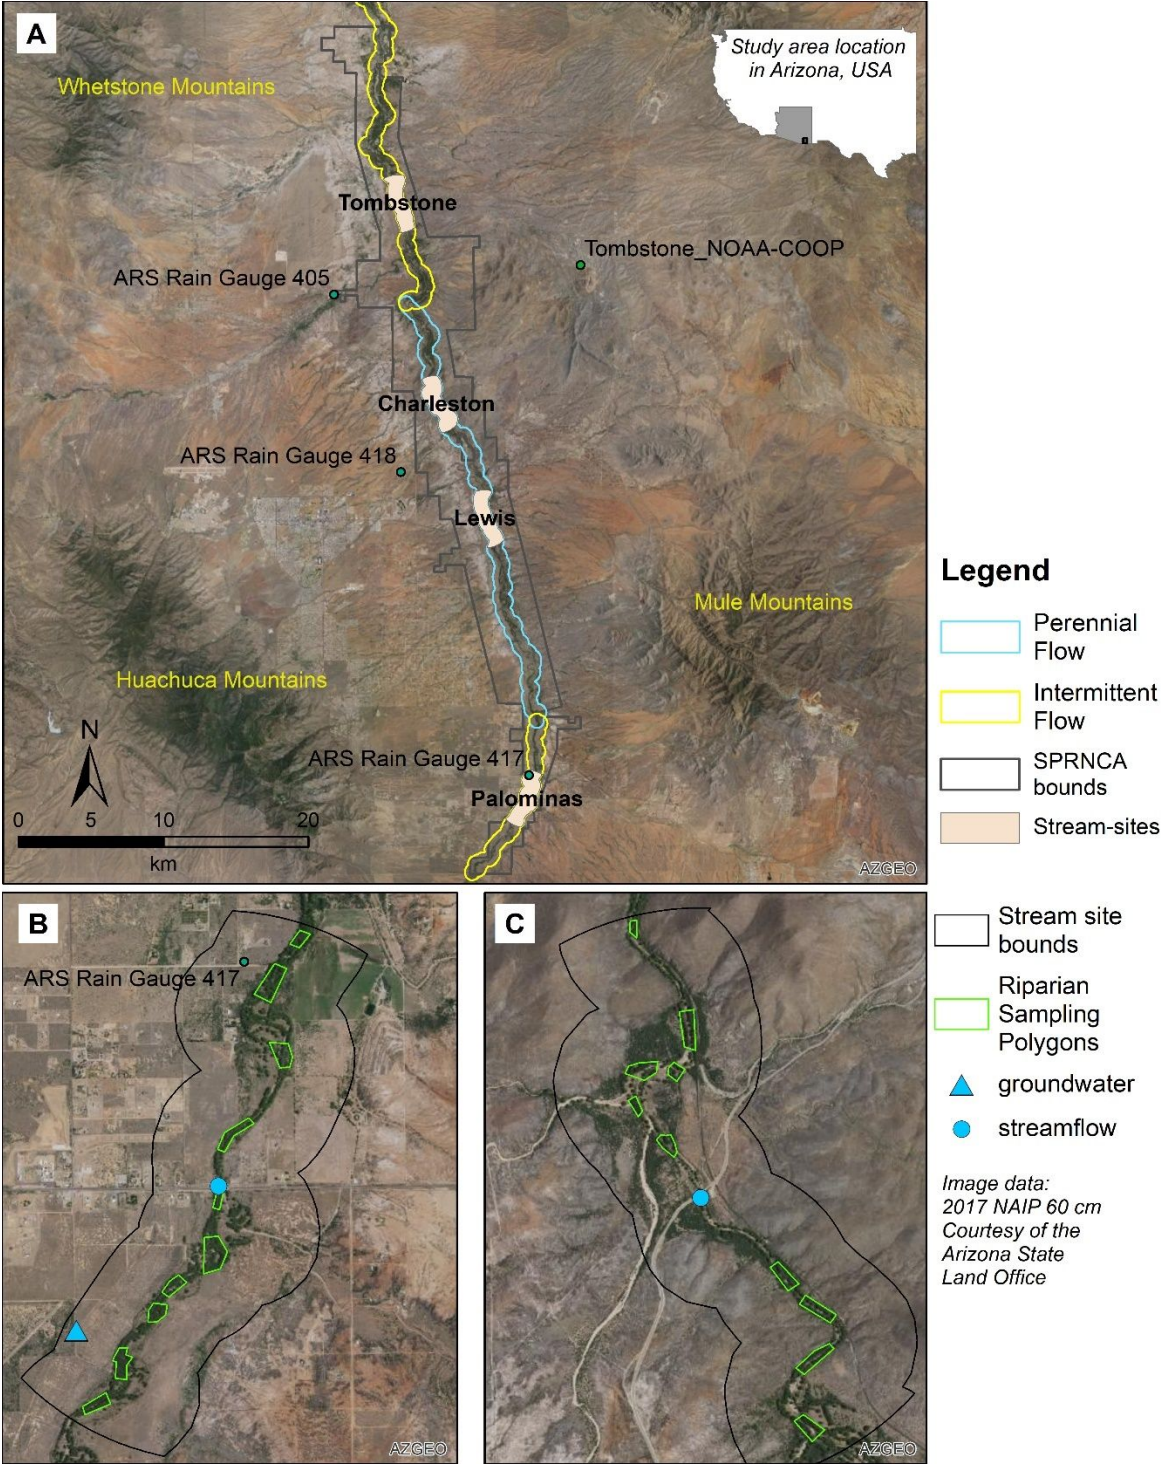 A
Study area location
in Arizona, USA
Whetstone Mountains
Tombstone
Tombstone_NOAA-COOP
ARS Rain Gauge 405
Charleston
ARS Rain Gauge 418
Lewis
Mule Mountains
Huachuca Mountains
N
ARS Rain Gauge 417
Palominas
0 5 10 20
km
AZGEO
Legend
Perennial
Flow
Intermittent
Flow
SPRNCA
bounds
Stream-sites
B
ARS Rain Gauge 417
AZGEO
C
AZGEO
Stream site
bounds
Riparian
Sampling
Polygons
groundwater
streamflow
Image data:
2017 NAIP 60 cm
Courtesy of the
Arizona State
Land Office